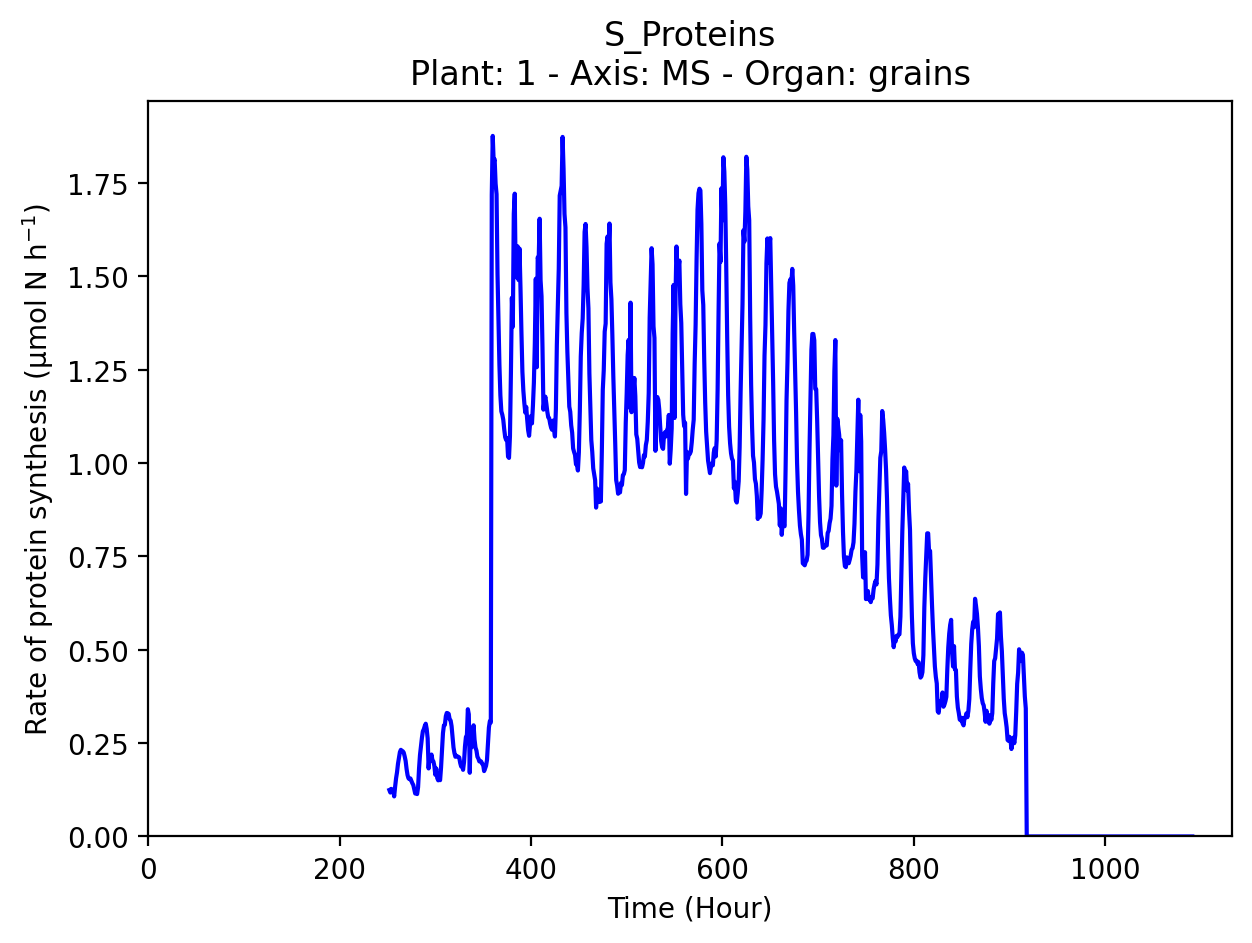 S_Proteins
Plant: 1 - Axis: MS - Organ: grains
Rate of protein synthesis (µmol N h⁻¹)
1.75
1.50
1.25
1.00
0.75
0.50
0.25
0.00
0 200 400 600 800 1000
Time (Hour)